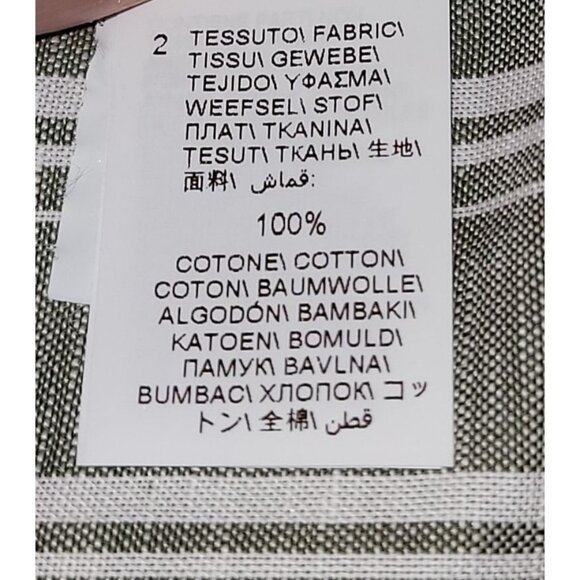 2 TESSUTO\ FABRIC\
TISSU\ GEWEBE\
TEJIDO\ ΥΦΑΣΜΑ\
WEEFSEL\ STOF\
ПЛАТ\ TKANINA\
ȚESUT\ ТКАНЬ\ 生地\
面料\ قماش:
100%
COTONE\ COTTON\
COTON\ BAUMWOLLE\
ALGODÓN\ BAMBAKI\
KATOEN\ BOMULD\
ПАМУК\ BAVLNA\
BUMBAC\ ХЛОПОК\ コッ
トン\ 全棉\ قطن\